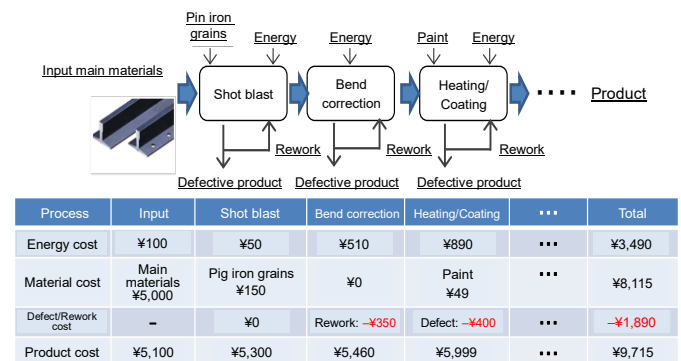 Pin iron
grains
Energy
Energy
Paint
Energy
Input main materials
Shot blast
Bend
correction
Heating/
Coating
Product
Rework
Rework
Rework
Defective product
Defective product
Defective product
Process Input Shot blast Bend correction Heating/Coating ... Total
Energy cost ¥100 ¥50 ¥510 ¥890 ... ¥3,490
Material cost Main materials ¥5,000 Pig iron grains ¥150 ¥0 Paint ¥49 ... ¥8,115
Defect/Rework cost – ¥0 Rework: –¥350 Defect: –¥400 ... –¥1,890
Product cost ¥5,100 ¥5,300 ¥5,460 ¥5,999 ... ¥9,715